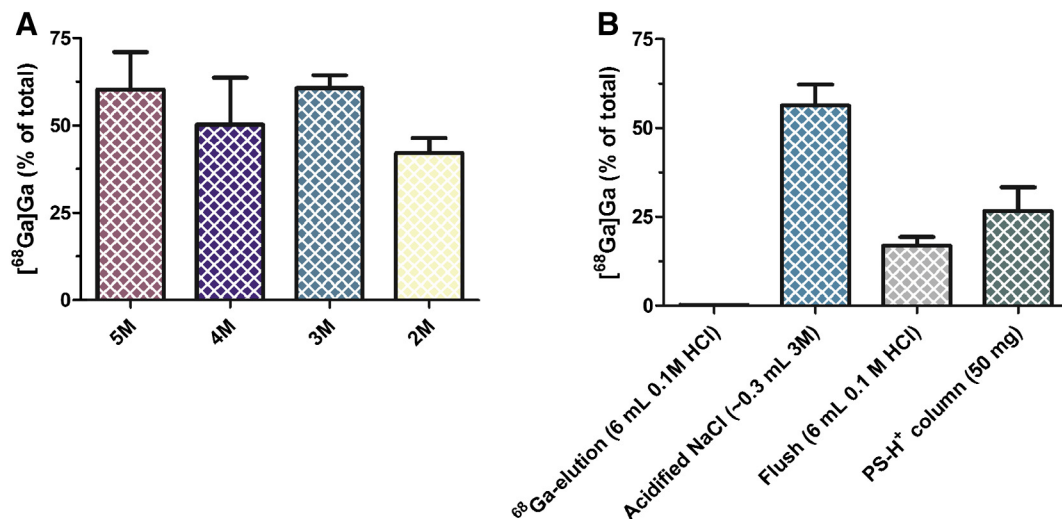 A
[⁶⁸Ga]Ga (% of total)
75
50
25
0
5M
4M
3M
2M
B
[⁶⁸Ga]Ga (% of total)
75
50
25
0
⁶⁸Ga-elution (6 mL 0.1M HCl)
Acidified NaCl (~0.3 mL 3M)
Flush (6 mL 0.1 M HCl)
PS-H⁺ column (50 mg)